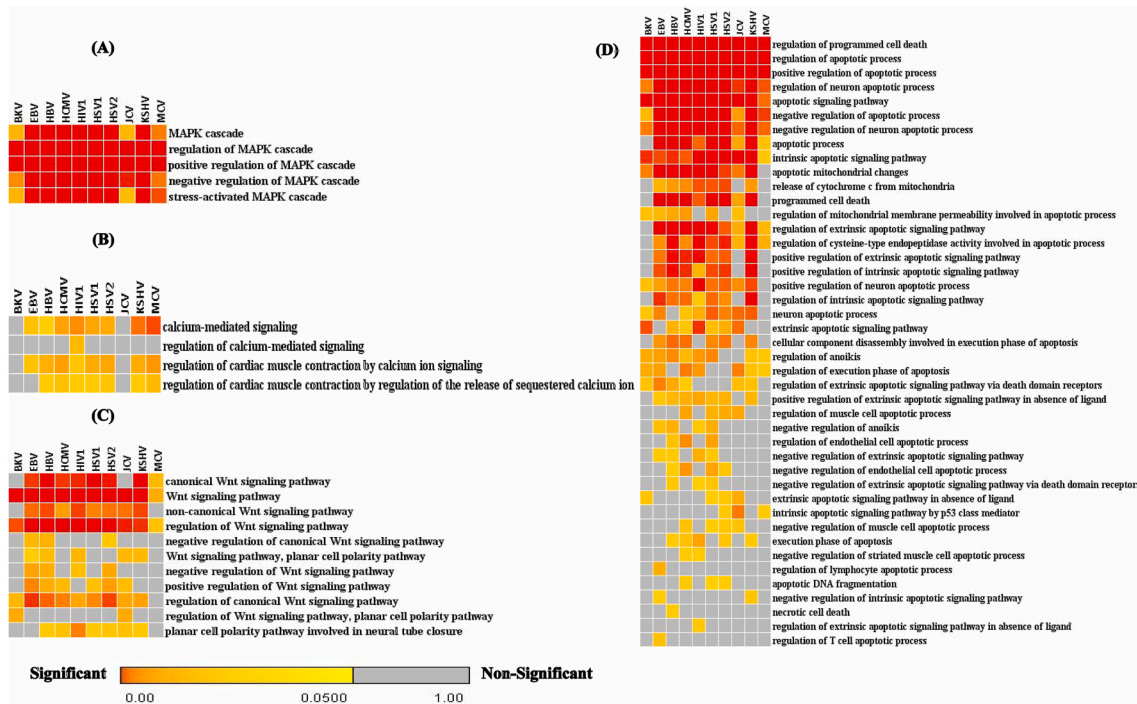 (A)
BKV EBV HBV HCMV HIV1 HSV1 HSV2 JCV KSHV MCV
MAPK cascade
regulation of MAPK cascade
positive regulation of MAPK cascade
negative regulation of MAPK cascade
stress-activated MAPK cascade
(B)
BKV EBV HBV HCMV HIV1 HSV1 HSV2 JCV KSHV MCV
calcium-mediated signaling
regulation of calcium-mediated signaling
regulation of cardiac muscle contraction by calcium ion signaling
regulation of cardiac muscle contraction by regulation of the release of sequestered calcium ion
(C)
BKV EBV HBV HCMV HIV1 HSV1 HSV2 JCV KSHV MCV
canonical Wnt signaling pathway
Wnt signaling pathway
non-canonical Wnt signaling pathway
regulation of Wnt signaling pathway
negative regulation of canonical Wnt signaling pathway
Wnt signaling pathway, planar cell polarity pathway
negative regulation of Wnt signaling pathway
positive regulation of Wnt signaling pathway
regulation of canonical Wnt signaling pathway
regulation of Wnt signaling pathway, planar cell polarity pathway
planar cell polarity pathway involved in neural tube closure
(D)
BKV EBV HBV HCMV HIV1 HSV1 HSV2 JCV KSHV MCV
regulation of programmed cell death
regulation of apoptotic process
positive regulation of apoptotic process
regulation of neuron apoptotic process
apoptotic signaling pathway
negative regulation of apoptotic process
negative regulation of neuron apoptotic process
apoptotic process
intrinsic apoptotic signaling pathway
apoptotic mitochondrial changes
release of cytochrome c from mitochondria
programmed cell death
regulation of mitochondrial membrane permeability involved in apoptotic process
regulation of extrinsic apoptotic signaling pathway
regulation of cysteine-type endopeptidase activity involved in apoptotic process
positive regulation of extrinsic apoptotic signaling pathway
positive regulation of intrinsic apoptotic signaling pathway
positive regulation of neuron apoptotic process
regulation of intrinsic apoptotic signaling pathway
neuron apoptotic process
extrinsic apoptotic signaling pathway
cellular component disassembly involved in execution phase of apoptosis
regulation of anoikis
regulation of execution phase of apoptosis
regulation of extrinsic apoptotic signaling pathway via death domain receptors
positive regulation of extrinsic apoptotic signaling pathway in absence of ligand
regulation of muscle cell apoptotic process
negative regulation of anoikis
regulation of endothelial cell apoptotic process
negative regulation of extrinsic apoptotic signaling pathway
negative regulation of endothelial cell apoptotic process
negative regulation of extrinsic apoptotic signaling pathway via death domain receptors
extrinsic apoptotic signaling pathway in absence of ligand
intrinsic apoptotic signaling pathway by p53 class mediator
negative regulation of muscle cell apoptotic process
execution phase of apoptosis
negative regulation of striated muscle cell apoptotic process
regulation of lymphocyte apoptotic process
apoptotic DNA fragmentation
negative regulation of intrinsic apoptotic signaling pathway
necrotic cell death
regulation of extrinsic apoptotic signaling pathway in absence of ligand
regulation of T cell apoptotic process
Significant
Non-Significant
0.00 0.0500 1.00